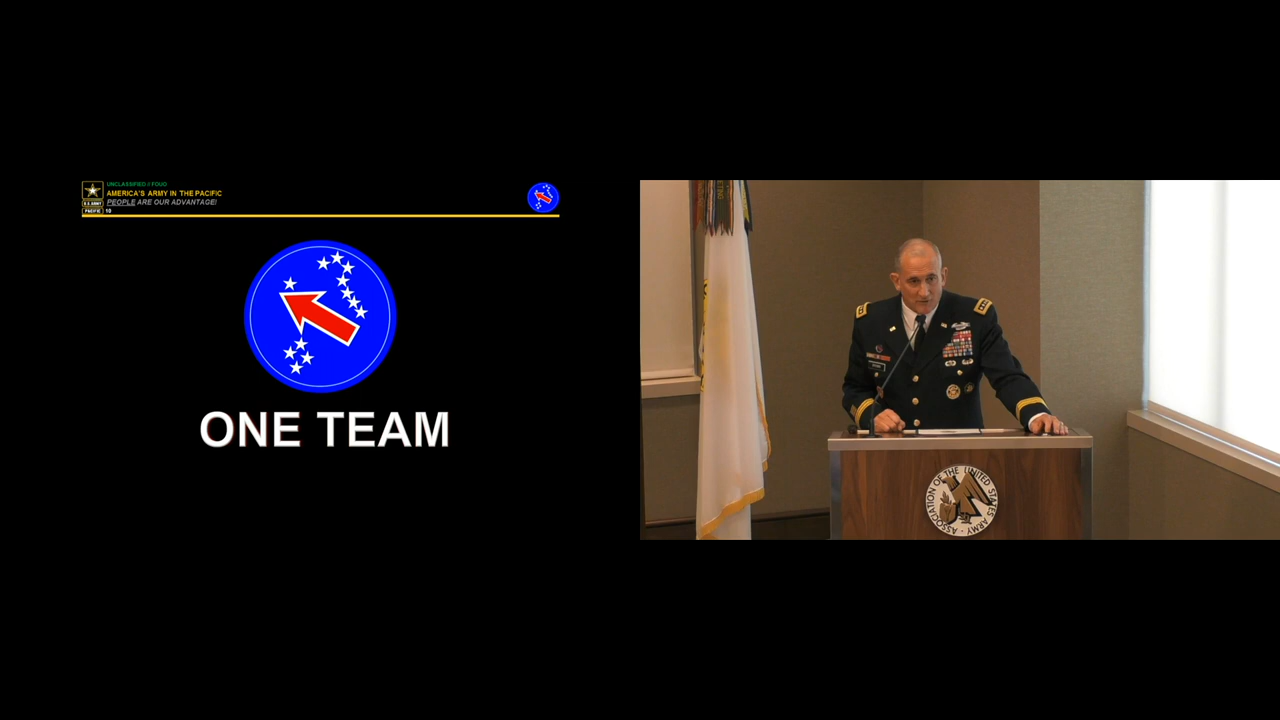 UNCLASSIFIED // FOUO
AMERICA'S ARMY IN THE PACIFIC
PEOPLE ARE OUR ADVANTAGE!
U.S. ARMY
PACIFIC 10
ONE TEAM
ASSOCIATION OF THE UNITED STATES ARMY